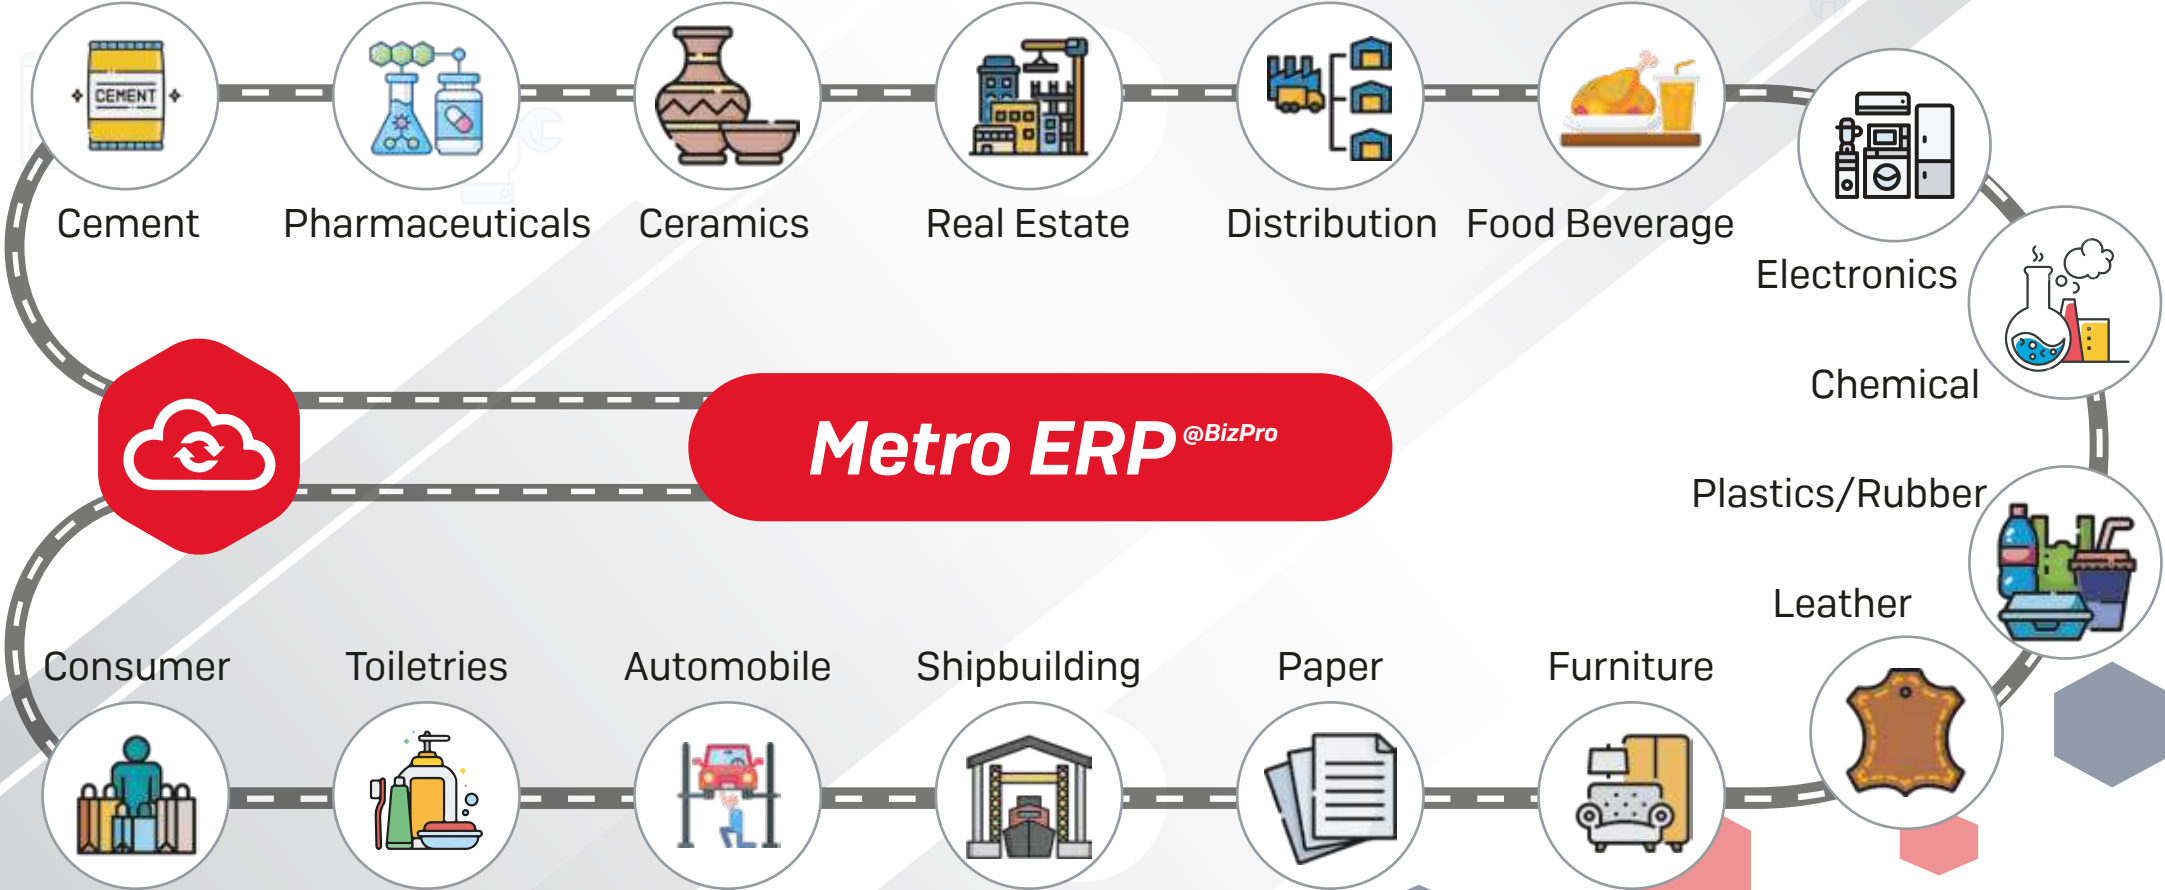 CEMENT
Cement
Pharmaceuticals
Ceramics
Real Estate
Distribution
Food Beverage
Electronics
Chemical
Metro ERP @BizPro
Plastics/Rubber
Leather
Consumer
Toiletries
Automobile
Shipbuilding
Paper
Furniture